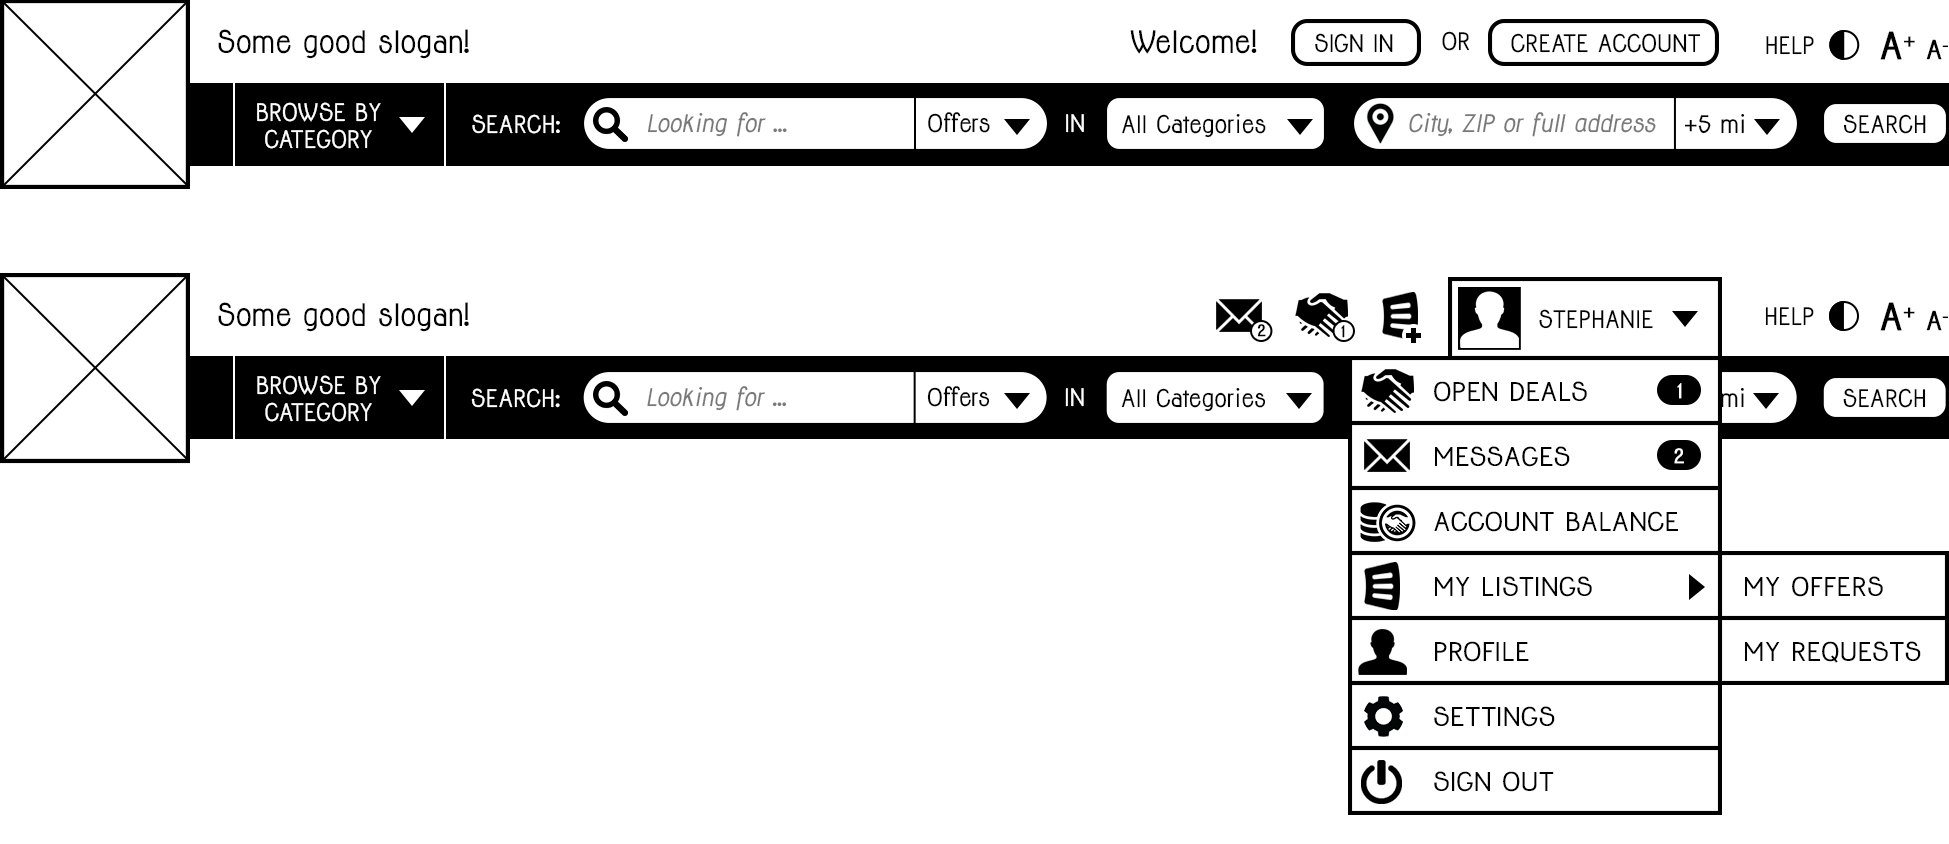 Some good slogan!
Welcome! SIGN IN OR CREATE ACCOUNT HELP A+ A-
BROWSE BY
CATEGORY
SEARCH: Looking for ... Offers IN All Categories City, ZIP or full address +5 mi SEARCH
Some good slogan!
2 1 STEPHANIE HELP A+ A-
BROWSE BY
CATEGORY
SEARCH: Looking for ... Offers IN All Categories mi SEARCH
OPEN DEALS 1
MESSAGES 2
ACCOUNT BALANCE
MY LISTINGS MY OFFERS
PROFILE MY REQUESTS
SETTINGS
SIGN OUT